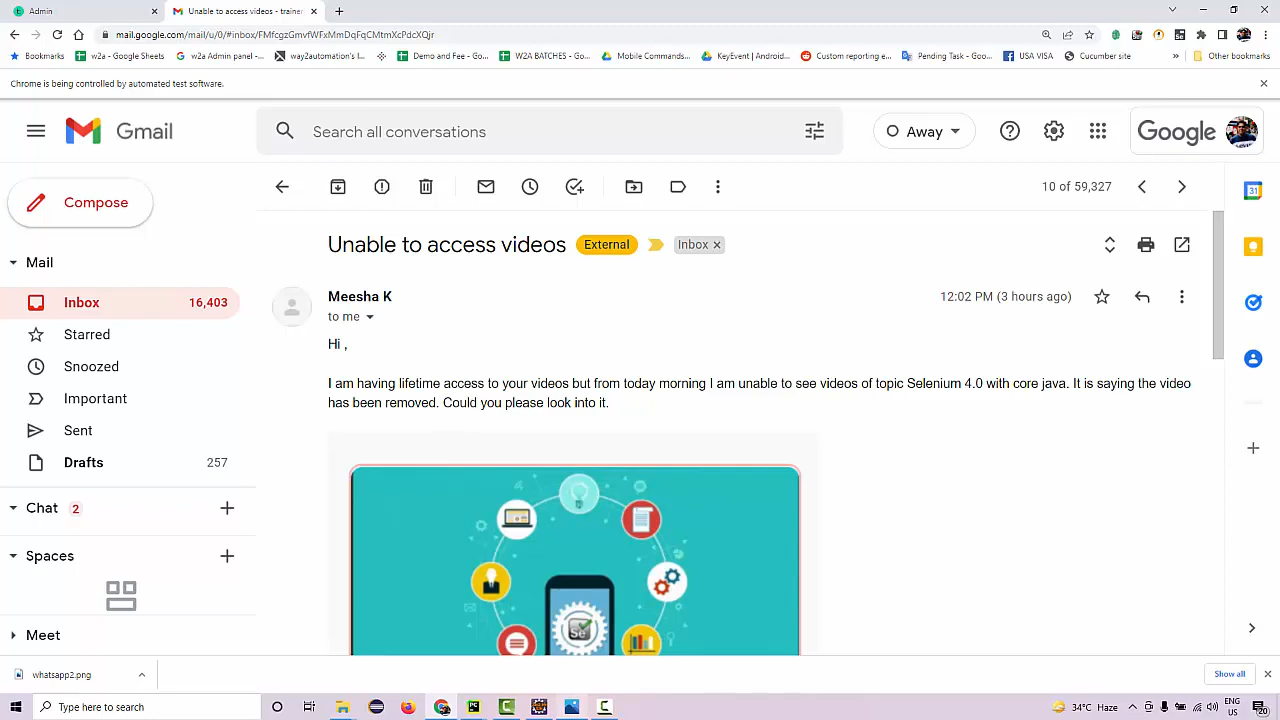 Admin
Unable to access videos - trainer
mail.google.com/mail/u/0/#inbox/FMfcgzGmvfWFxMmDqFqCMtmXcPdcXQjr
Bookmarks
w2a - Google Sheets
w2a Admin panel -...
way2automation's I...
Demo and Fee - Go...
W2A BATCHES - Go...
Mobile Commands...
KeyEvent | Android...
Custom reporting e...
Pending Task - Goo...
USA VISA
Cucumber site
»
Other bookmarks
Chrome is being controlled by automated test software.
Gmail
Search all conversations
Away
Google
Compose
10 of 59,327
31
Unable to access videos
External
Inbox
Mail
Inbox 16,403
Starred
Snoozed
Important
Sent
Drafts 257
Chat 2
Spaces
Meet
Meesha K
12:02 PM (3 hours ago)
to me
Hi ,
I am having lifetime access to your videos but from today morning I am unable to see videos of topic Selenium 4.0 with core java. It is saying the video
has been removed. Could you please look into it.
Se
whatsapp2.png
Show all
Type here to search
34°C Haze
ENG
US
20